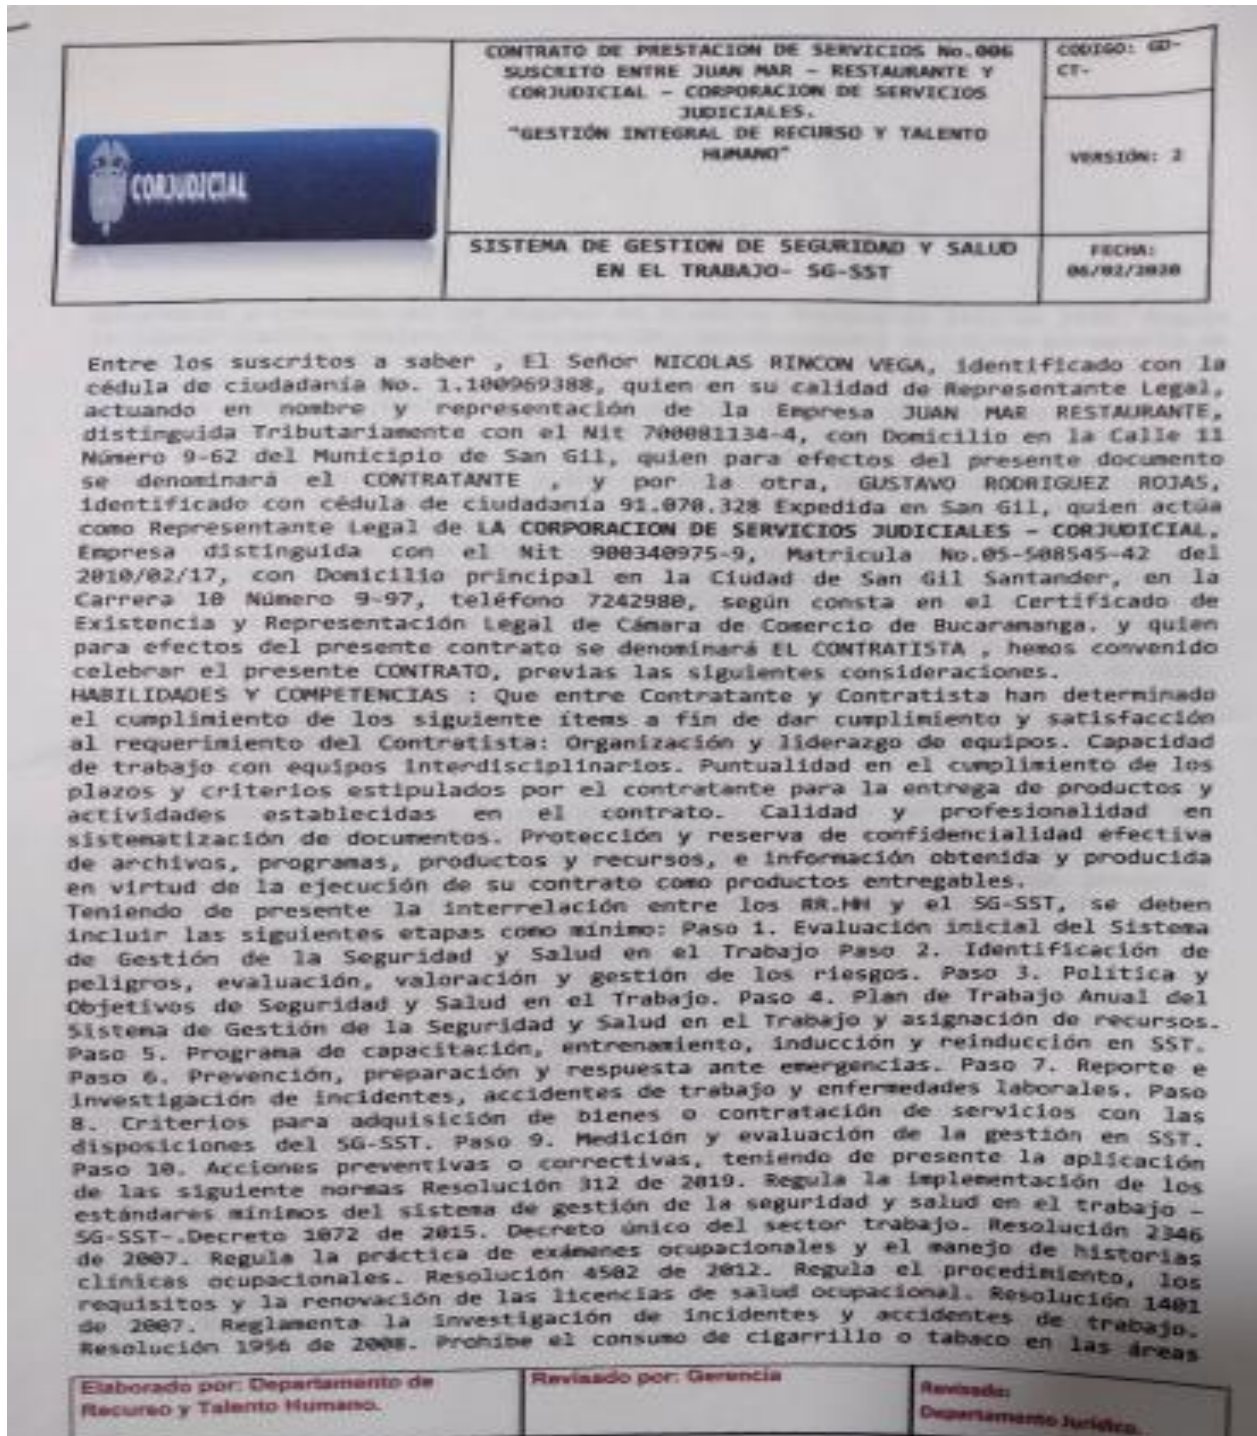 CONTRATO DE PRESTACION DE SERVICIOS No.006
SUSCRITO ENTRE JUAN MAR – RESTAURANTE Y
CORJUDICIAL – CORPORACION DE SERVICIOS
JUDICIALES.
"GESTIÓN INTEGRAL DE RECURSO Y TALENTO
HUMANO"
CODIGO: GD-
CT-
VERSIÓN: 2
CORJUDICIAL
SISTEMA DE GESTION DE SEGURIDAD Y SALUD
EN EL TRABAJO- SG-SST
FECHA:
06/02/2020
Entre los suscritos a saber , El Señor NICOLAS RINCON VEGA, identificado con la
cédula de ciudadanía No. 1.100969388, quien en su calidad de Representante Legal,
actuando en nombre y representación de la Empresa JUAN MAR RESTAURANTE,
distinguida Tributariamente con el Nit 700081134-4, con Domicilio en la Calle 11
Número 9-62 del Municipio de San Gil, quien para efectos del presente documento
se denominará el CONTRATANTE , y por la otra, GUSTAVO RODRIGUEZ ROJAS,
identificado con cédula de ciudadanía 91.070.328 Expedida en San Gil, quien actúa
como Representante Legal de LA CORPORACION DE SERVICIOS JUDICIALES – CORJUDICIAL,
Empresa distinguida con el Nit 900340975-9, Matricula No.05-508545-42 del
2010/02/17, con Domicilio principal en la Ciudad de San Gil Santander, en la
Carrera 10 Número 9-97, teléfono 7242980, según consta en el Certificado de
Existencia y Representación Legal de Cámara de Comercio de Bucaramanga. y quien
para efectos del presente contrato se denominará EL CONTRATISTA , hemos convenido
celebrar el presente CONTRATO, previas las siguientes consideraciones.
HABILIDADES Y COMPETENCIAS : Que entre Contratante y Contratista han determinado
el cumplimiento de los siguiente ítems a fin de dar cumplimiento y satisfacción
al requerimiento del Contratista: Organización y liderazgo de equipos. Capacidad
de trabajo con equipos interdisciplinarios. Puntualidad en el cumplimiento de los
plazos y criterios estipulados por el contratante para la entrega de productos y
actividades establecidas en el contrato. Calidad y profesionalidad en
sistematización de documentos. Protección y reserva de confidencialidad efectiva
de archivos, programas, productos y recursos, e información obtenida y producida
en virtud de la ejecución de su contrato como productos entregables.
Teniendo de presente la interrelación entre los RR.HH y el SG-SST, se deben
incluir las siguientes etapas como mínimo: Paso 1. Evaluación inicial del Sistema
de Gestión de la Seguridad y Salud en el Trabajo Paso 2. Identificación de
peligros, evaluación, valoración y gestión de los riesgos. Paso 3. Política y
Objetivos de Seguridad y Salud en el Trabajo. Paso 4. Plan de Trabajo Anual del
Sistema de Gestión de la Seguridad y Salud en el Trabajo y asignación de recursos.
Paso 5. Programa de capacitación, entrenamiento, inducción y reinducción en SST.
Paso 6. Prevención, preparación y respuesta ante emergencias. Paso 7. Reporte e
investigación de incidentes, accidentes de trabajo y enfermedades laborales. Paso
8. Criterios para adquisición de bienes o contratación de servicios con las
disposiciones del SG-SST. Paso 9. Medición y evaluación de la gestión en SST.
Paso 10. Acciones preventivas o correctivas, teniendo de presente la aplicación
de las siguiente normas Resolución 312 de 2019. Regula la implementación de los
estándares mínimos del sistema de gestión de la seguridad y salud en el trabajo –
SG-SST-.Decreto 1072 de 2015. Decreto único del sector trabajo. Resolución 2346
de 2007. Regula la práctica de exámenes ocupacionales y el manejo de historias
clínicas ocupacionales. Resolución 4502 de 2012. Regula el procedimiento, los
requisitos y la renovación de las licencias de salud ocupacional. Resolución 1401
de 2007. Reglamenta la investigación de incidentes y accidentes de trabajo.
Resolución 1956 de 2008. Prohíbe el consumo de cigarrillo o tabaco en las áreas
Elaborado por: Departamento de
Recurso y Talento Humano.
Revisado por: Gerencia
Revisado:
Departamento Jurídico.